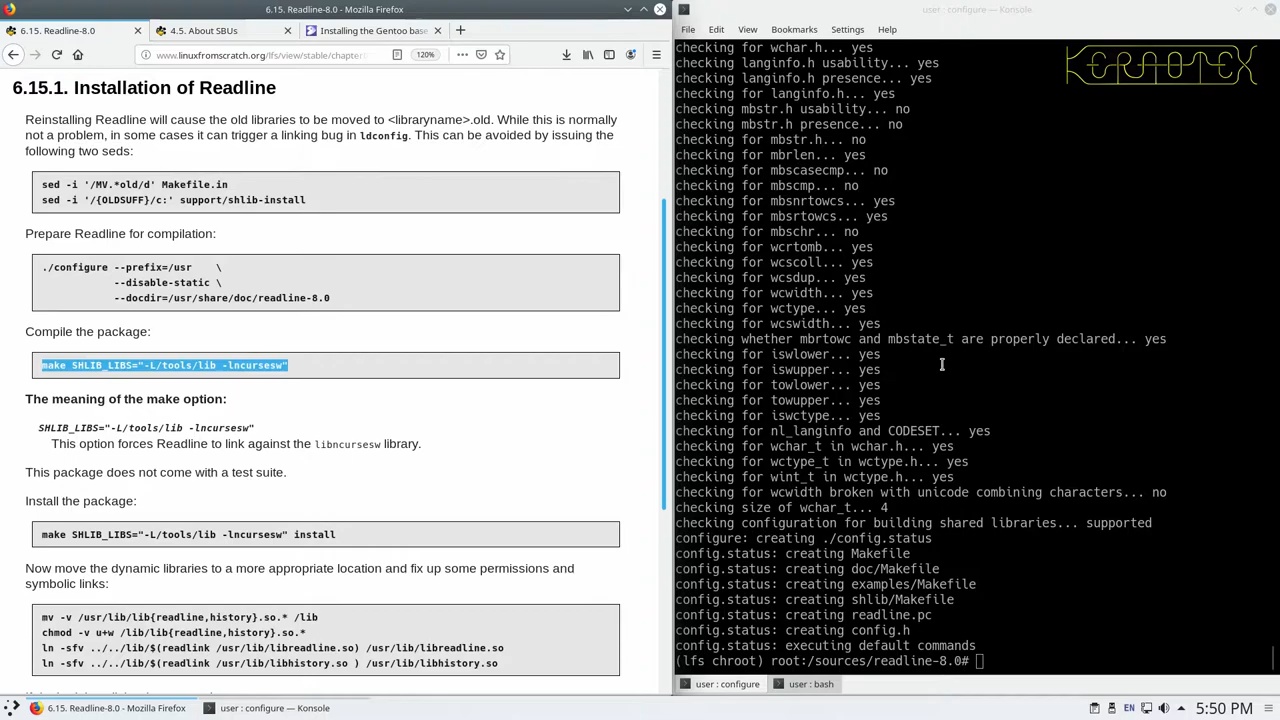 6.15. Readline-8.0 - Mozilla Firefox
6.15. Readline-8.0
4.5. About SBUs
Installing the Gentoo base
www.linuxfromscratch.org/lfs/view/stable/chapter
120%
6.15.1. Installation of Readline
Reinstalling Readline will cause the old libraries to be moved to <libraryname>.old. While this is normally
not a problem, in some cases it can trigger a linking bug in ldconfig. This can be avoided by issuing the
following two seds:
sed -i '/MV.*old/d' Makefile.in
sed -i '/{OLDSUFF}/c:' support/shlib-install
Prepare Readline for compilation:
./configure --prefix=/usr    \
--disable-static \
--docdir=/usr/share/doc/readline-8.0
Compile the package:
make SHLIB_LIBS="-L/tools/lib -lncursesw"
The meaning of the make option:
SHLIB_LIBS="-L/tools/lib -lncursesw"
This option forces Readline to link against the libncursesw library.
This package does not come with a test suite.
Install the package:
make SHLIB_LIBS="-L/tools/lib -lncursesw" install
Now move the dynamic libraries to a more appropriate location and fix up some permissions and
symbolic links:
mv -v /usr/lib/lib{readline,history}.so.* /lib
chmod -v u+w /lib/lib{readline,history}.so.*
ln -sfv ../../lib/$(readlink /usr/lib/libreadline.so) /usr/lib/libreadline.so
ln -sfv ../../lib/$(readlink /usr/lib/libhistory.so ) /usr/lib/libhistory.so
user : configure — Konsole
File Edit View Bookmarks Settings Help
KERAOTEX
checking for wchar.h... yes
checking langinfo.h usability... yes
checking langinfo.h presence... yes
checking for langinfo.h... yes
checking mbstr.h usability... no
checking mbstr.h presence... no
checking for mbstr.h... no
checking for mbrlen... yes
checking for mbscasecmp... no
checking for mbscmp... no
checking for mbsnrtowcs... yes
checking for mbsrtowcs... yes
checking for mbschr... no
checking for wcrtomb... yes
checking for wcscoll... yes
checking for wcsdup... yes
checking for wcwidth... yes
checking for wctype... yes
checking for wcswidth... yes
checking whether mbrtowc and mbstate_t are properly declared... yes
checking for iswlower... yes
checking for iswupper... yes
checking for towlower... yes
checking for towupper... yes
checking for iswctype... yes
checking for nl_langinfo and CODESET... yes
checking for wchar_t in wchar.h... yes
checking for wctype_t in wctype.h... yes
checking for wint_t in wctype.h... yes
checking for wcwidth broken with unicode combining characters... no
checking size of wchar_t... 4
checking configuration for building shared libraries... supported
configure: creating ./config.status
config.status: creating Makefile
config.status: creating doc/Makefile
config.status: creating examples/Makefile
config.status: creating shlib/Makefile
config.status: creating readline.pc
config.status: creating config.h
config.status: executing default commands
(lfs chroot) root:/sources/readline-8.0#
user : configure
user : bash
6.15. Readline-8.0 - Mozilla Firefox
user : configure — Konsole
EN
5:50 PM